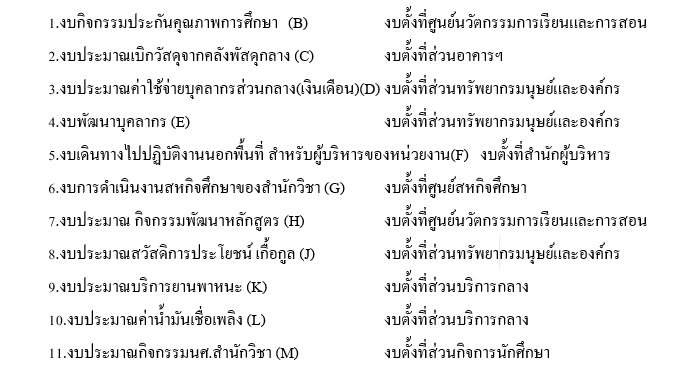 1.งบกิจกรรมประกันคุณภาพการศึกษา (B) งบตั้งที่ศูนย์นวัตกรรมการเรียนและการสอน
2.งบประมาณเบิกวัสดุจากคลังพัสดุกลาง (C) งบตั้งที่ส่วนอาคารฯ
3.งบประมาณค่าใช้จ่ายบุคลากรส่วนกลาง(เงินเดือน)(D) งบตั้งที่ส่วนทรัพยากรมนุษย์และองค์กร
4.งบพัฒนาบุคลากร (E) งบตั้งที่ส่วนทรัพยากรมนุษย์และองค์กร
5.งบเดินทางไปปฏิบัติงานนอกพื้นที่ สำหรับผู้บริหารของหน่วยงาน(F) งบตั้งที่สำนักผู้บริหาร
6.งบการดำเนินงานสหกิจศึกษาของสำนักวิชา (G) งบตั้งที่ศูนย์สหกิจศึกษา
7.งบประมาณ กิจกรรมพัฒนาหลักสูตร (H) งบตั้งที่ศูนย์นวัตกรรมการเรียนและการสอน
8.งบประมาณสวัสดิการประโยชน์ เกื้อกูล (J) งบตั้งที่ส่วนทรัพยากรมนุษย์และองค์กร
9.งบประมาณบริการยานพาหนะ (K) งบตั้งที่ส่วนบริการกลาง
10.งบประมาณค่าน้ำมันเชื่อเพลิง (L) งบตั้งที่ส่วนบริการกลาง
11.งบประมาณกิจกรรมนศ.สำนักวิชา (M) งบตั้งที่ส่วนกิจการนักศึกษา